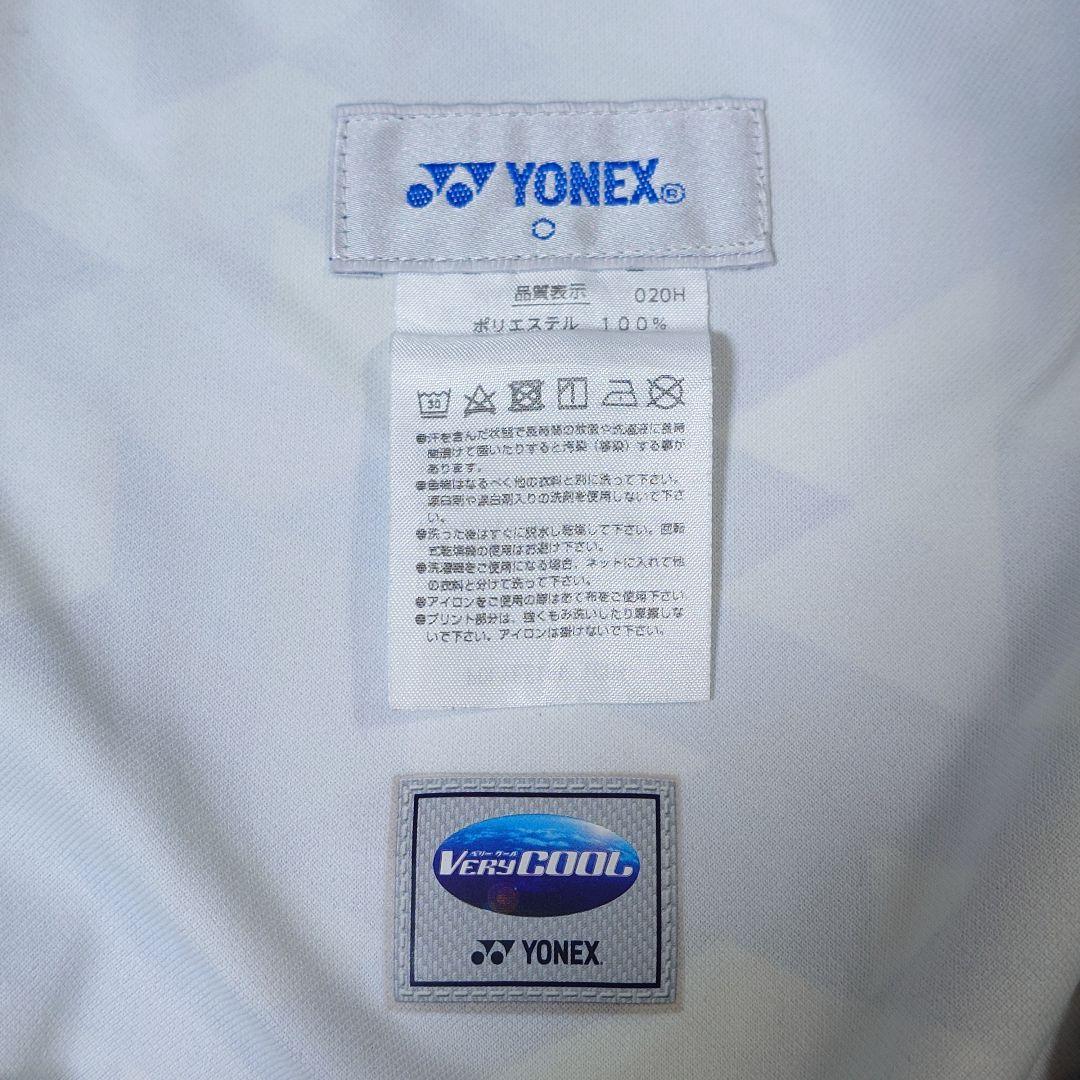 YONEX®
O
品質表示 020H
ポリエステル 100%
30
●汗を含んだ状態で長時間の放置や洗濯液に長時
間漬けて置いたりすると汚染(移染)する事が
あります。
●色物はなるべく他の衣料と別に洗って下さい。
漂白剤や漂白剤入りの洗剤を使用しないで下さ
い。
●洗った後はすぐに脱水し乾燥して下さい。回転
式乾燥機の使用はお避け下さい。
●洗濯機をご使用になる場合、ネットに入れて他
の衣料と分けて洗って下さい。
●アイロンをご使用の際はあて布をご使用下さい
●プリント部分は、強くもみ洗いしたり摩擦しな
いで下さい。アイロンは掛けないで下さい。
ベリークール
VERYCOOL
YONEX